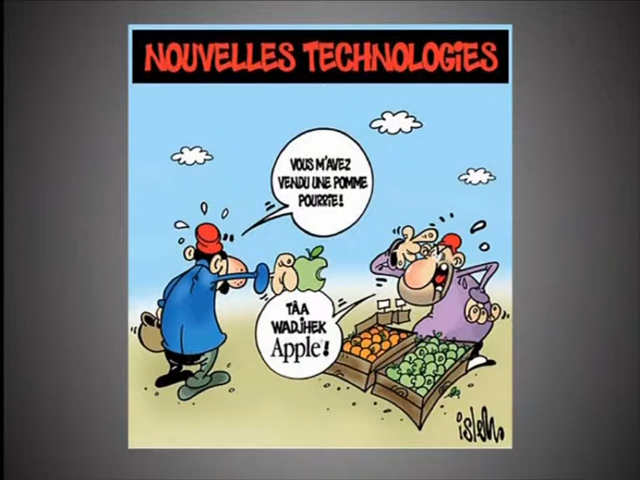 NOUVELLES TECHNOLOGIES
VOUS M'AVEZ
VENDU UNE POMME
POURRIE!
TÂA
WADJHEK
Apple!
islem